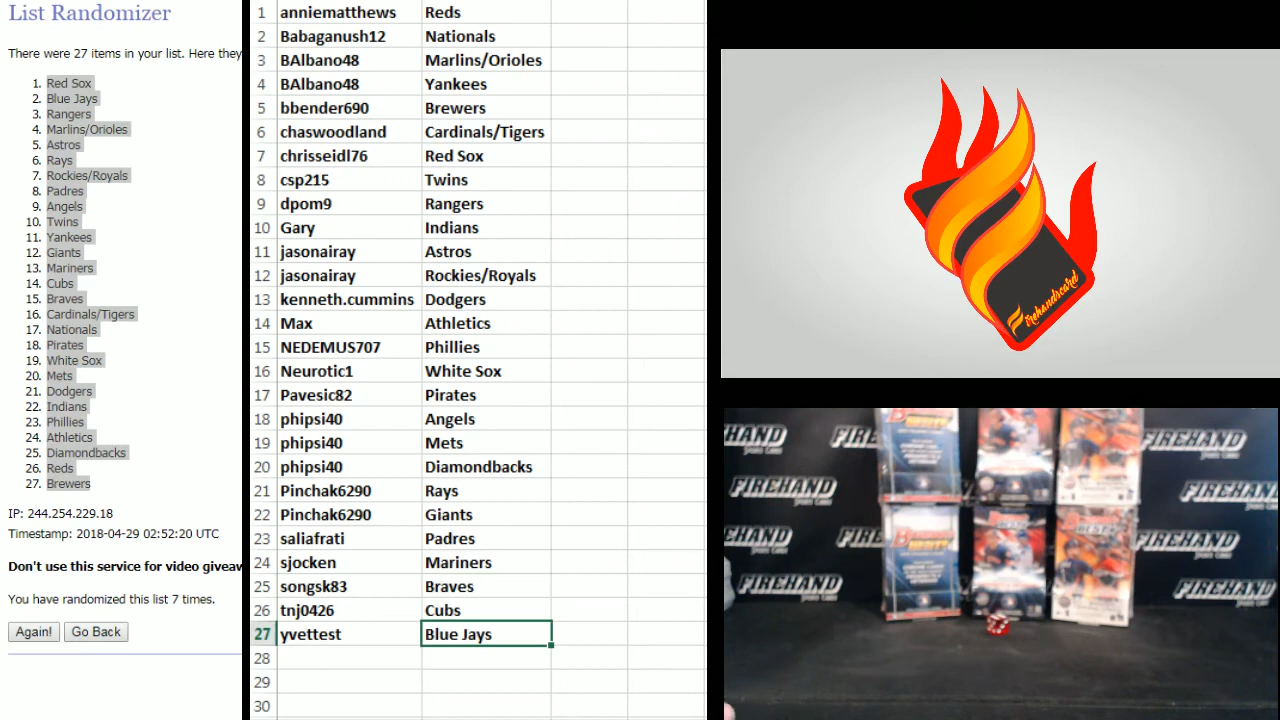 List Randomizer
There were 27 items in your list. Here they
1. Red Sox
2. Blue Jays
3. Rangers
4. Marlins/Orioles
5. Astros
6. Rays
7. Rockies/Royals
8. Padres
9. Angels
10. Twins
11. Yankees
12. Giants
13. Mariners
14. Cubs
15. Braves
16. Cardinals/Tigers
17. Nationals
18. Pirates
19. White Sox
20. Mets
21. Dodgers
22. Indians
23. Phillies
24. Athletics
25. Diamondbacks
26. Reds
27. Brewers
IP: 244.254.229.18
Timestamp: 2018-04-29 02:52:20 UTC
Don't use this service for video giveaw
You have randomized this list 7 times.
Again! Go Back
1 anniematthews Reds
2 Babaganush12 Nationals
3 BAlbano48 Marlins/Orioles
4 BAlbano48 Yankees
5 bbender690 Brewers
6 chaswoodland Cardinals/Tigers
7 chrisseidl76 Red Sox
8 csp215 Twins
9 dpom9 Rangers
10 Gary Indians
11 jasonairay Astros
12 jasonairay Rockies/Royals
13 kenneth.cummins Dodgers
14 Max Athletics
15 NEDEMUS707 Phillies
16 Neurotic1 White Sox
17 Pavesic82 Pirates
18 phipsi40 Angels
19 phipsi40 Mets
20 phipsi40 Diamondbacks
21 Pinchak6290 Rays
22 Pinchak6290 Giants
23 saliafrati Padres
24 sjocken Mariners
25 songsk83 Braves
26 tnj0426 Cubs
27 yvettest Blue Jays
28
29
30
Firehandscard
FIREHAND
FIREHAND
FIREHAND
FIREHAND